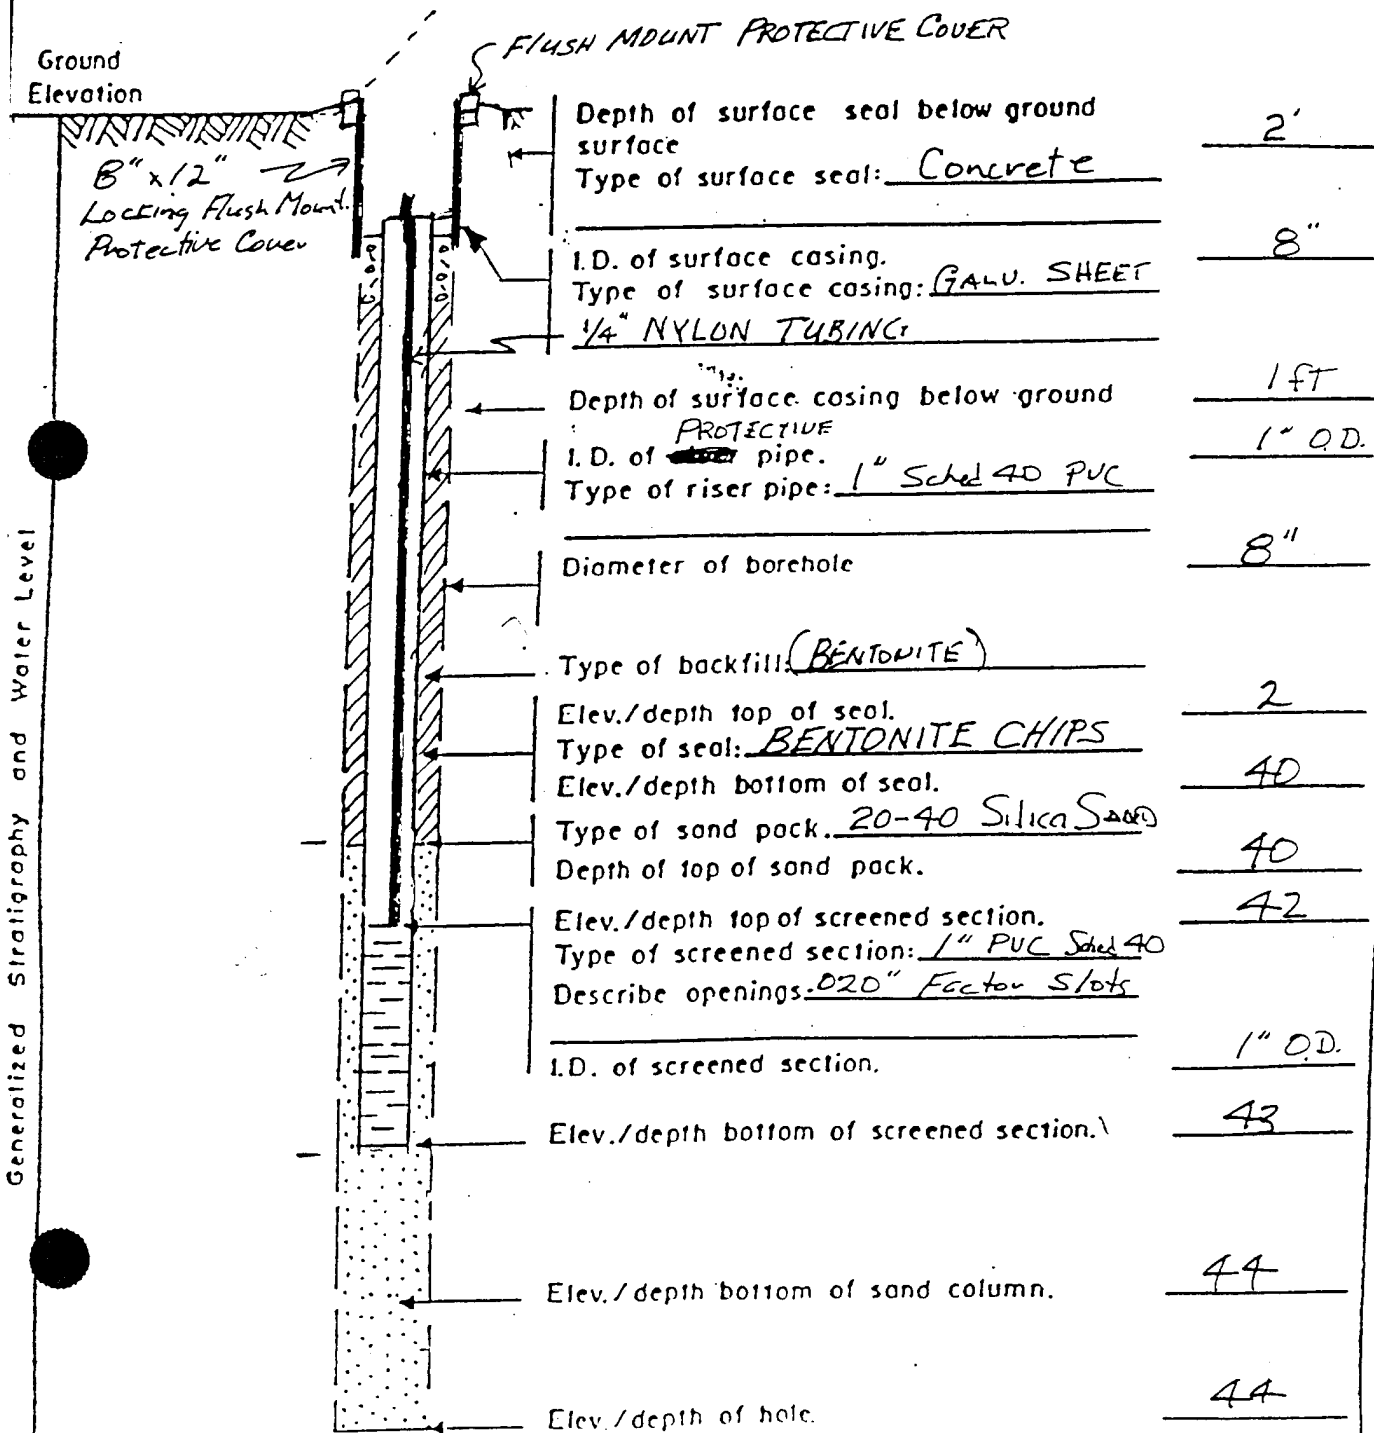 FLUSH MOUNT PROTECTIVE COVER
Ground
Elevation
8" x 12"
Locking Flush Mount
Protective Cover
Depth of surface seal below ground
surface
2'
Type of surface seal: Concrete
I.D. of surface casing.
8"
Type of surface casing: GALV. SHEET
1/4" NYLON TUBING
Depth of surface casing below ground
1 fT
PROTECTIVE
I.D. of pipe.
1" O.D.
Type of riser pipe: 1" Sched 40 PVC
Diameter of borehole
8"
Type of backfill: (BENTONITE)
Elev./depth top of seal.
2
Type of seal: BENTONITE CHIPS
Elev./depth bottom of seal.
40
Type of sand pack. 20-40 Silica SAND
Depth of top of sand pack.
40
Elev./depth top of screened section.
42
Type of screened section: 1" PVC Sched 40
Describe openings. .020" Factor Slots
I.D. of screened section.
1" O.D.
Elev./depth bottom of screened section.
43
Elev./depth bottom of sand column.
44
Elev./depth of hole.
44
Generalized Stratigraphy and Water Level